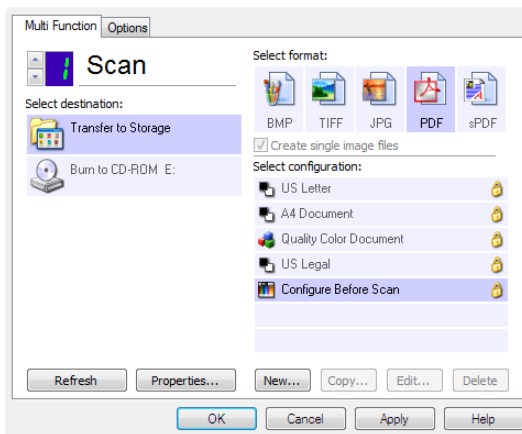 Multi Function Options
1 Scan
Select destination:
Transfer to Storage
Burn to CD-ROM E:
Select format:
BMP TIFF JPG PDF sPDF
Create single image files
Select configuration:
US Letter
A4 Document
Quality Color Document
US Legal
Configure Before Scan
Refresh Properties... New... Copy... Edit... Delete
OK Cancel Apply Help